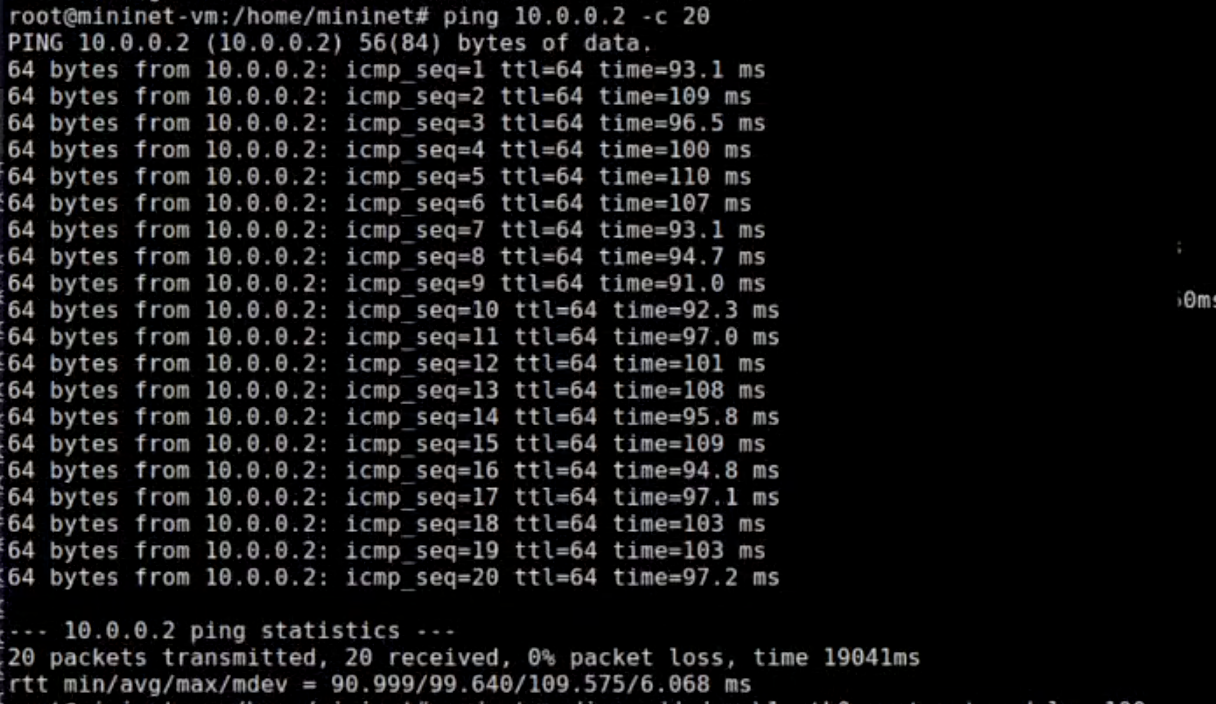 root@mininet-vm:/home/mininet# ping 10.0.0.2 -c 20
PING 10.0.0.2 (10.0.0.2) 56(84) bytes of data.
64 bytes from 10.0.0.2: icmp_seq=1 ttl=64 time=93.1 ms
64 bytes from 10.0.0.2: icmp_seq=2 ttl=64 time=109 ms
64 bytes from 10.0.0.2: icmp_seq=3 ttl=64 time=96.5 ms
64 bytes from 10.0.0.2: icmp_seq=4 ttl=64 time=100 ms
64 bytes from 10.0.0.2: icmp_seq=5 ttl=64 time=110 ms
64 bytes from 10.0.0.2: icmp_seq=6 ttl=64 time=107 ms
64 bytes from 10.0.0.2: icmp_seq=7 ttl=64 time=93.1 ms
64 bytes from 10.0.0.2: icmp_seq=8 ttl=64 time=94.7 ms
64 bytes from 10.0.0.2: icmp_seq=9 ttl=64 time=91.0 ms
64 bytes from 10.0.0.2: icmp_seq=10 ttl=64 time=92.3 ms
64 bytes from 10.0.0.2: icmp_seq=11 ttl=64 time=97.0 ms
64 bytes from 10.0.0.2: icmp_seq=12 ttl=64 time=101 ms
64 bytes from 10.0.0.2: icmp_seq=13 ttl=64 time=108 ms
64 bytes from 10.0.0.2: icmp_seq=14 ttl=64 time=95.8 ms
64 bytes from 10.0.0.2: icmp_seq=15 ttl=64 time=109 ms
64 bytes from 10.0.0.2: icmp_seq=16 ttl=64 time=94.8 ms
64 bytes from 10.0.0.2: icmp_seq=17 ttl=64 time=97.1 ms
64 bytes from 10.0.0.2: icmp_seq=18 ttl=64 time=103 ms
64 bytes from 10.0.0.2: icmp_seq=19 ttl=64 time=103 ms
64 bytes from 10.0.0.2: icmp_seq=20 ttl=64 time=97.2 ms
--- 10.0.0.2 ping statistics ---
20 packets transmitted, 20 received, 0% packet loss, time 19041ms
rtt min/avg/max/mdev = 90.999/99.640/109.575/6.068 ms